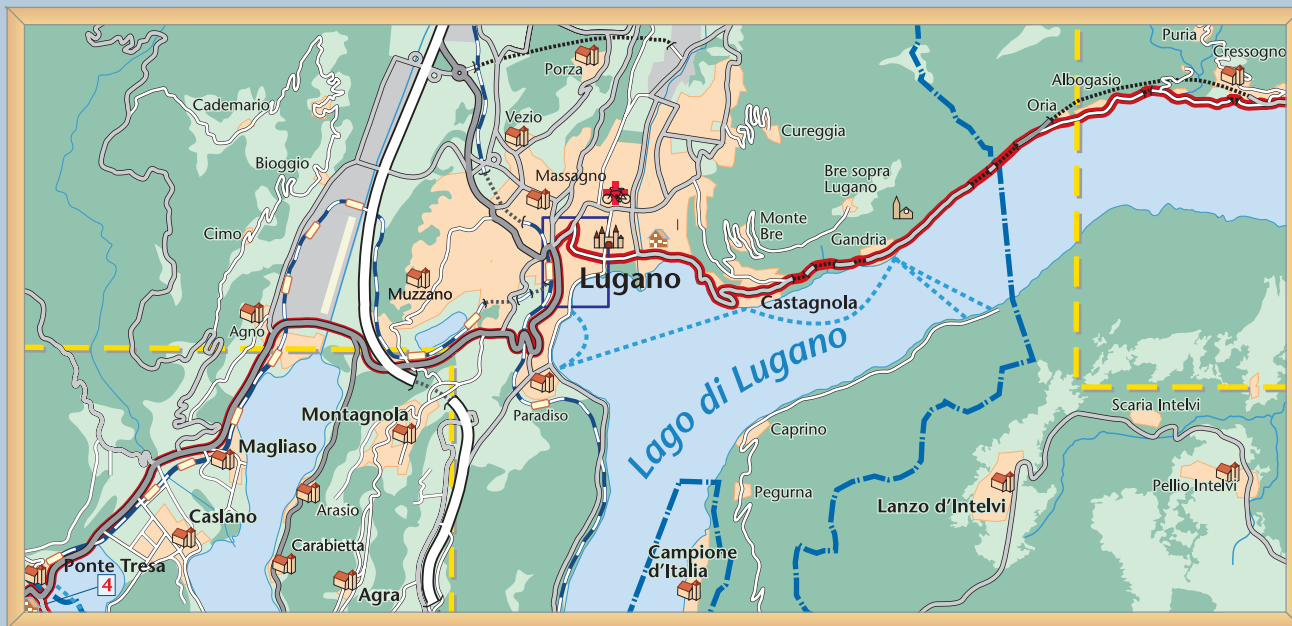 Puria
Cressogno
Porza
Albogasio
Cademario
Oria
Vezio
Cureggia
Bioggio
Massagno
Bre sopra
Lugano
Monte
Bre
Cimo
Gandria
Lugano
Muzzano
Castagnola
Agno
Lago di Lugano
Scaria Intelvi
Montagnola
Paradiso
Caprino
Magliaso
Pellio Intelvi
Pegurna
Lanzo d'Intelvi
Arasio
Caslano
Carabietta
Campione
d'Italia
Ponte Tresa
4
Agra